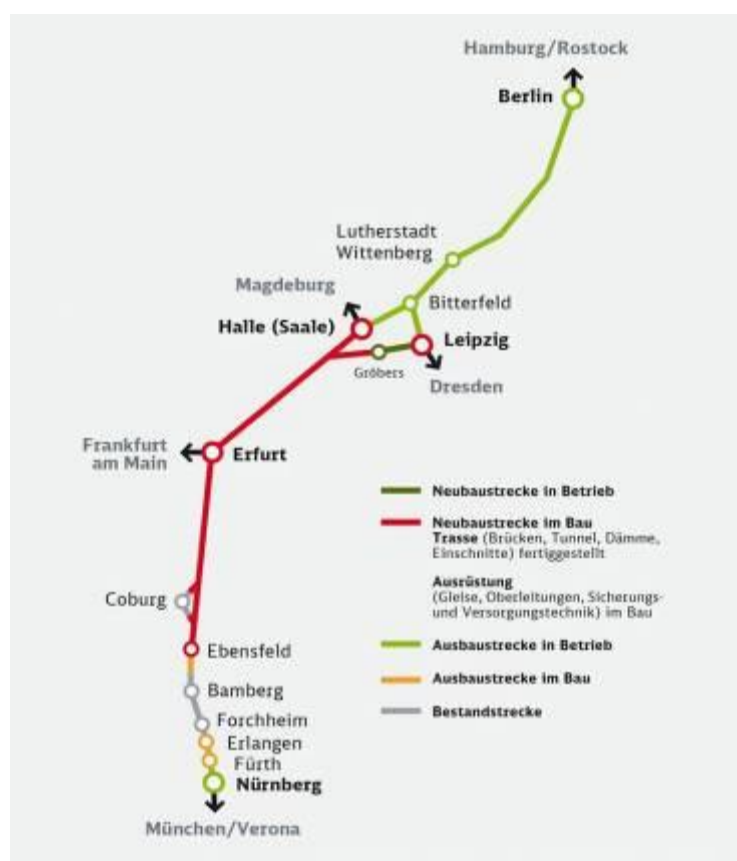 Hamburg/Rostock
Berlin
Lutherstadt
Wittenberg
Magdeburg
Bitterfeld
Halle (Saale)
Leipzig
Gröbers
Dresden
Frankfurt
am Main
Erfurt
Neubaustrecke in Betrieb
Neubaustrecke im Bau
Trasse (Brücken, Tunnel, Dämme,
Einschnitte) fertiggestellt
Ausrüstung
(Gleise, Oberleitungen, Sicherungs-
und Versorgungstechnik) im Bau
Ausbaustrecke in Betrieb
Ausbaustrecke im Bau
Bestandstrecke
Coburg
Ebensfeld
Bamberg
Forchheim
Erlangen
Fürth
Nürnberg
München/Verona